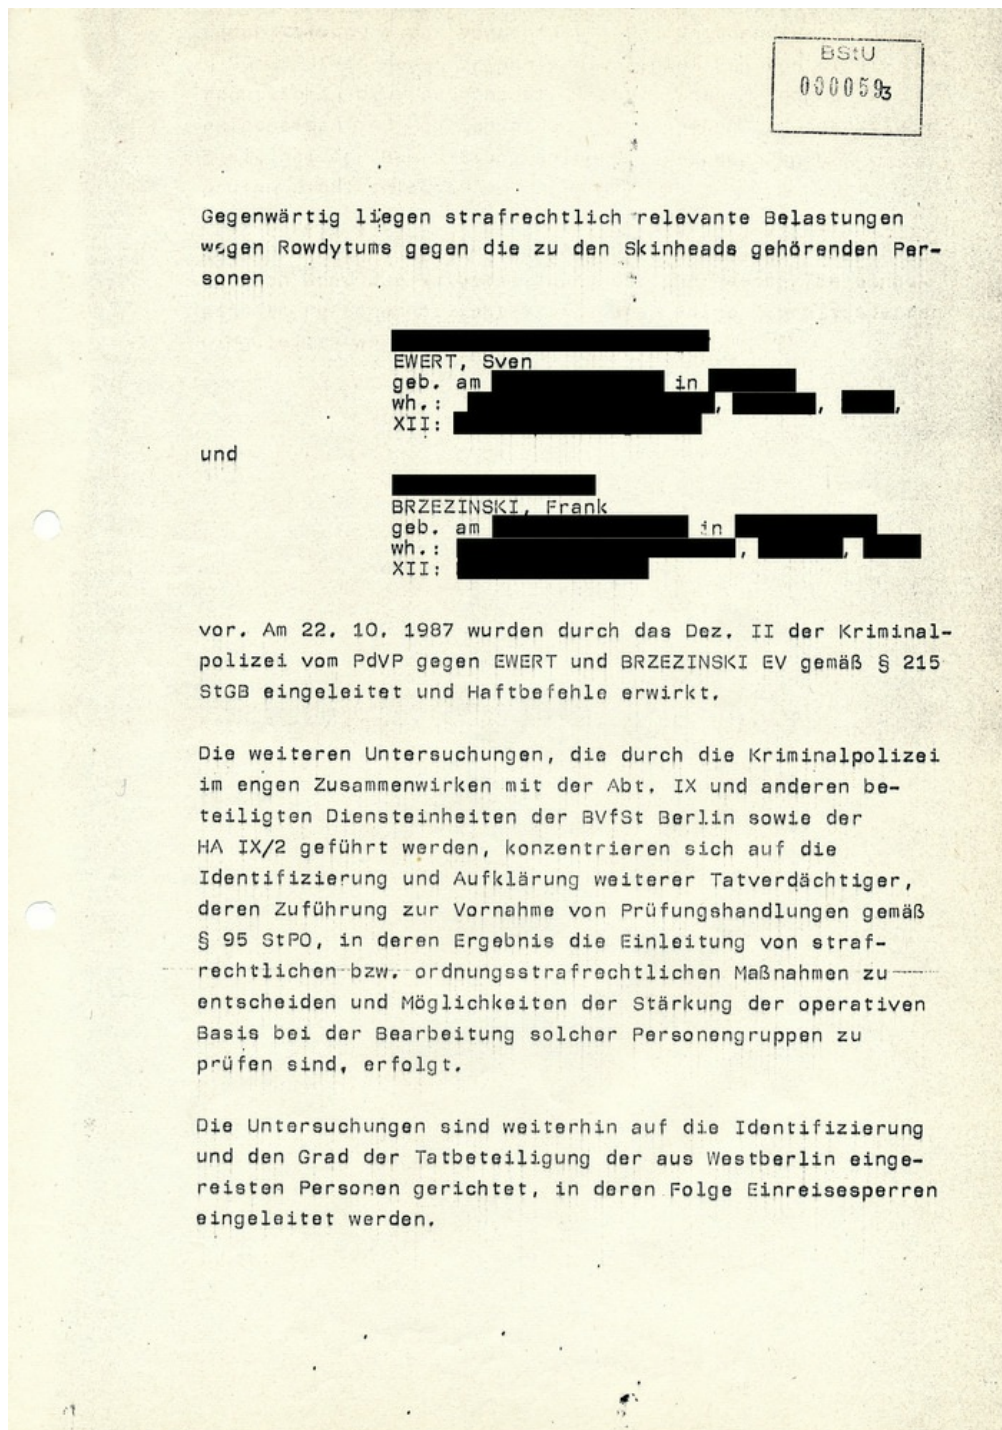 BStU
Gegenwärtig liegen strafrechtlich relevante Belastungen
wegen Rowdytums gegen die zu den Skinheads gehörenden Per-
sonen
EWERT, Sven
geb. am in
wh.: , , ,
XII:
und
BRZEZINSKI, Frank
geb. am in
wh.: , ,
XII:
vor. Am 22. 10. 1987 wurden durch das Dez. II der Kriminal-
polizei vom PdVP gegen EWERT und BRZEZINSKI EV gemäß § 215
StGB eingeleitet und Haftbefehle erwirkt.
Die weiteren Untersuchungen, die durch die Kriminalpolizei
im engen Zusammenwirken mit der Abt. IX und anderen be-
teiligten Diensteinheiten der BVfSt Berlin sowie der
HA IX/2 geführt werden, konzentrieren sich auf die
Identifizierung und Aufklärung weiterer Tatverdächtiger,
deren Zuführung zur Vornahme von Prüfungshandlungen gemäß
§ 95 StPO, in deren Ergebnis die Einleitung von straf-
rechtlichen bzw. ordnungsstrafrechtlichen Maßnahmen zu
entscheiden und Möglichkeiten der Stärkung der operativen
Basis bei der Bearbeitung solcher Personengruppen zu
prüfen sind, erfolgt.
Die Untersuchungen sind weiterhin auf die Identifizierung
und den Grad der Tatbeteiligung der aus Westberlin einge-
reisten Personen gerichtet, in deren Folge Einreisesperren
eingeleitet werden.